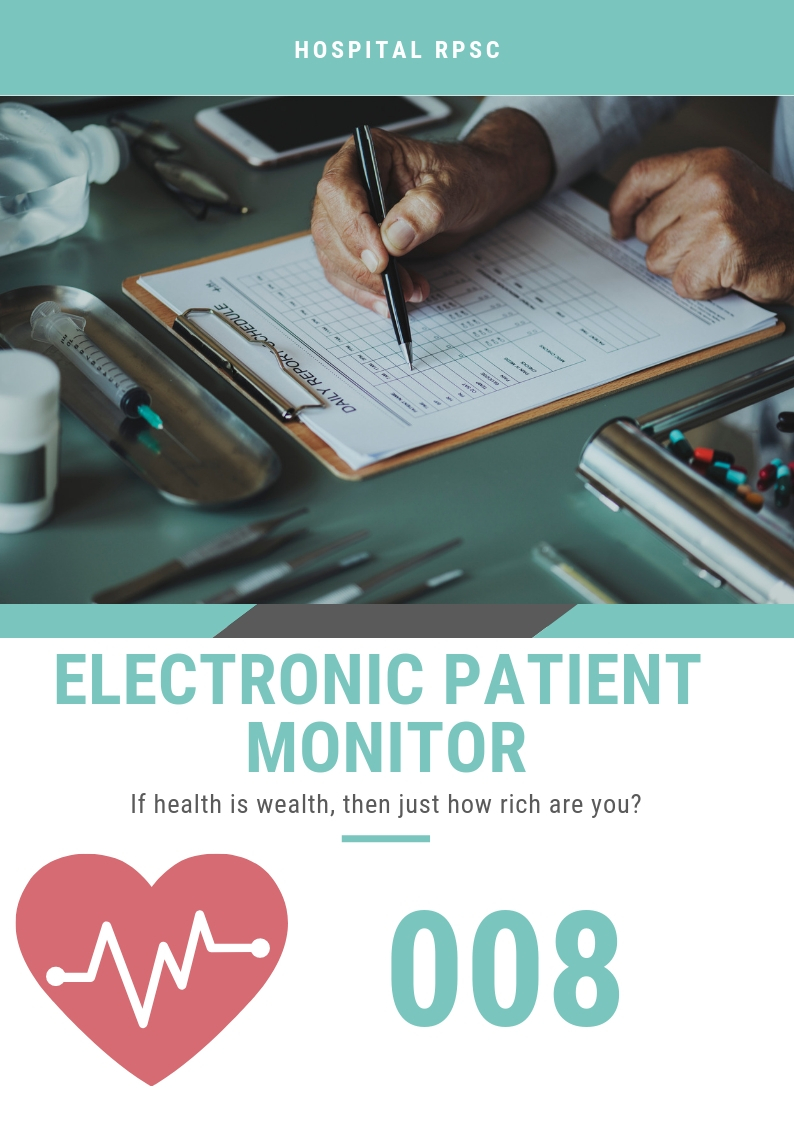 HOSPITAL RPSC
DAILY REPORT SCHEDULE
ELECTRONIC PATIENT
MONITOR
If health is wealth, then just how rich are you?
008